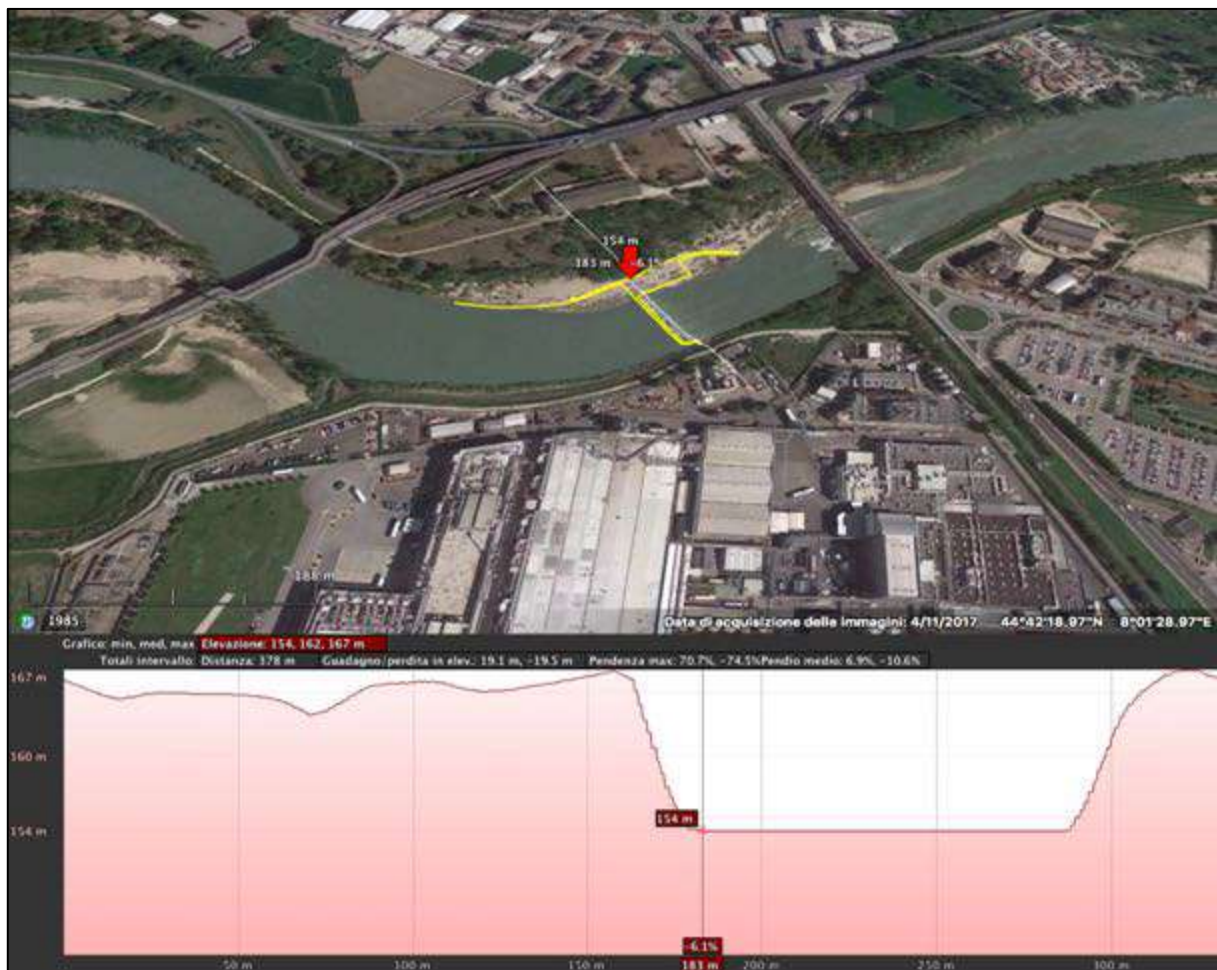 154 m
183 m -6.1%
188 m
1985
Data di acquisizione delle immagini: 4/11/2017 44°42'18.97"N 8°01'28.97"E
Grafico: min, med, max Elevazione: 154, 162, 167 m
Totali intervallo: Distanza: 378 m Guadagno/perdita in elev.: 19.1 m, -19.5 m Pendenza max: 70.7%, -74.5% Pendio medio: 6.9%, -10.6%
167 m
160 m
154 m
154 m
-6.1%
50 m 100 m 150 m 183 m 200 m 250 m 300 m